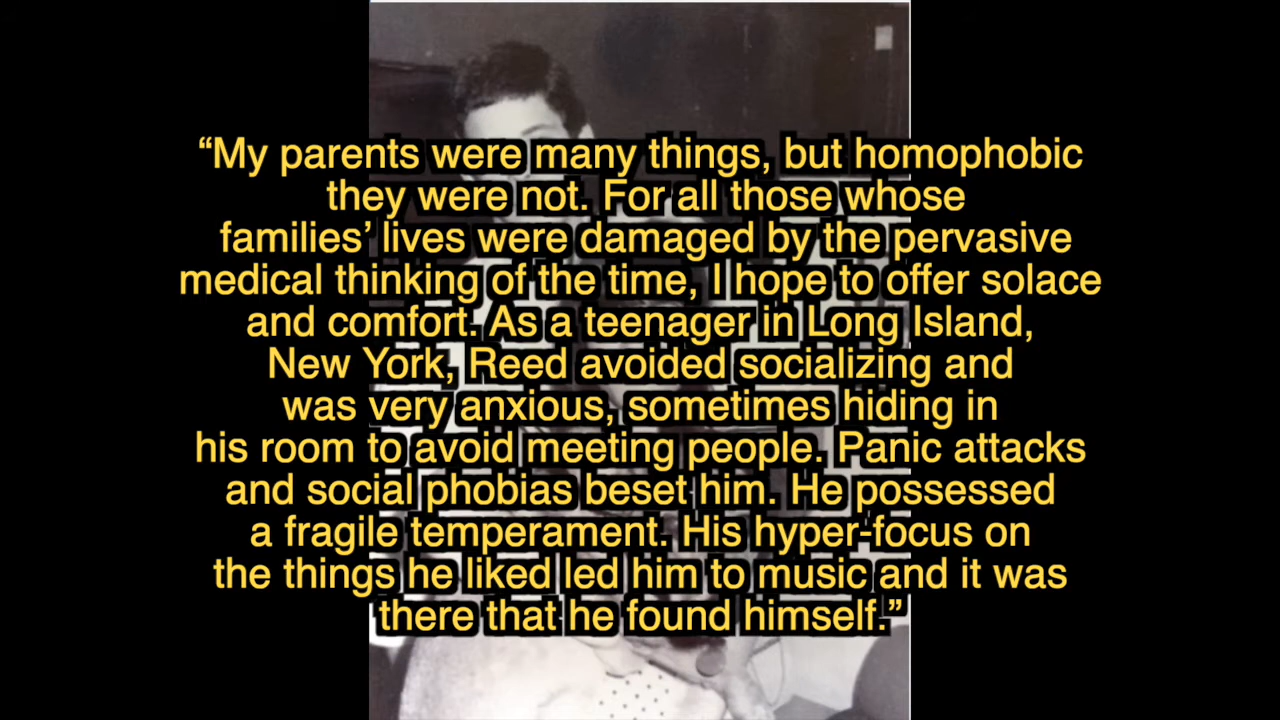 “My parents were many things, but homophobic
they were not. For all those whose
families’ lives were damaged by the pervasive
medical thinking of the time, I hope to offer solace
and comfort. As a teenager in Long Island,
New York, Reed avoided socializing and
was very anxious, sometimes hiding in
his room to avoid meeting people. Panic attacks
and social phobias beset him. He possessed
a fragile temperament. His hyper-focus on
the things he liked led him to music and it was
there that he found himself.”